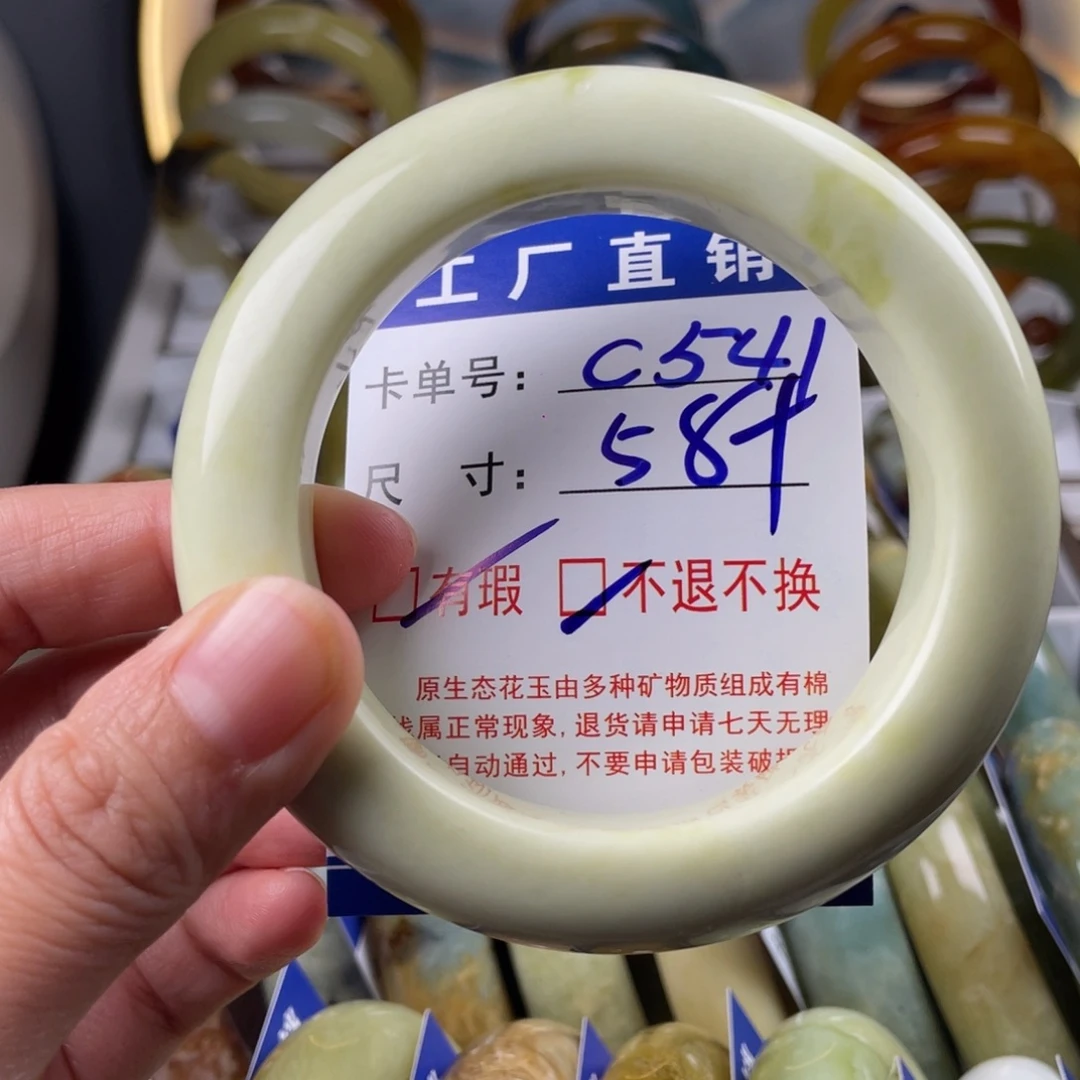 工厂直销
卡单号: C541
尺 寸: 58+
有瑕 不退不换
原生态花玉由多种矿物质组成有棉
线属正常现象,退货请申请七天无理
自动通过,不要申请包装破损